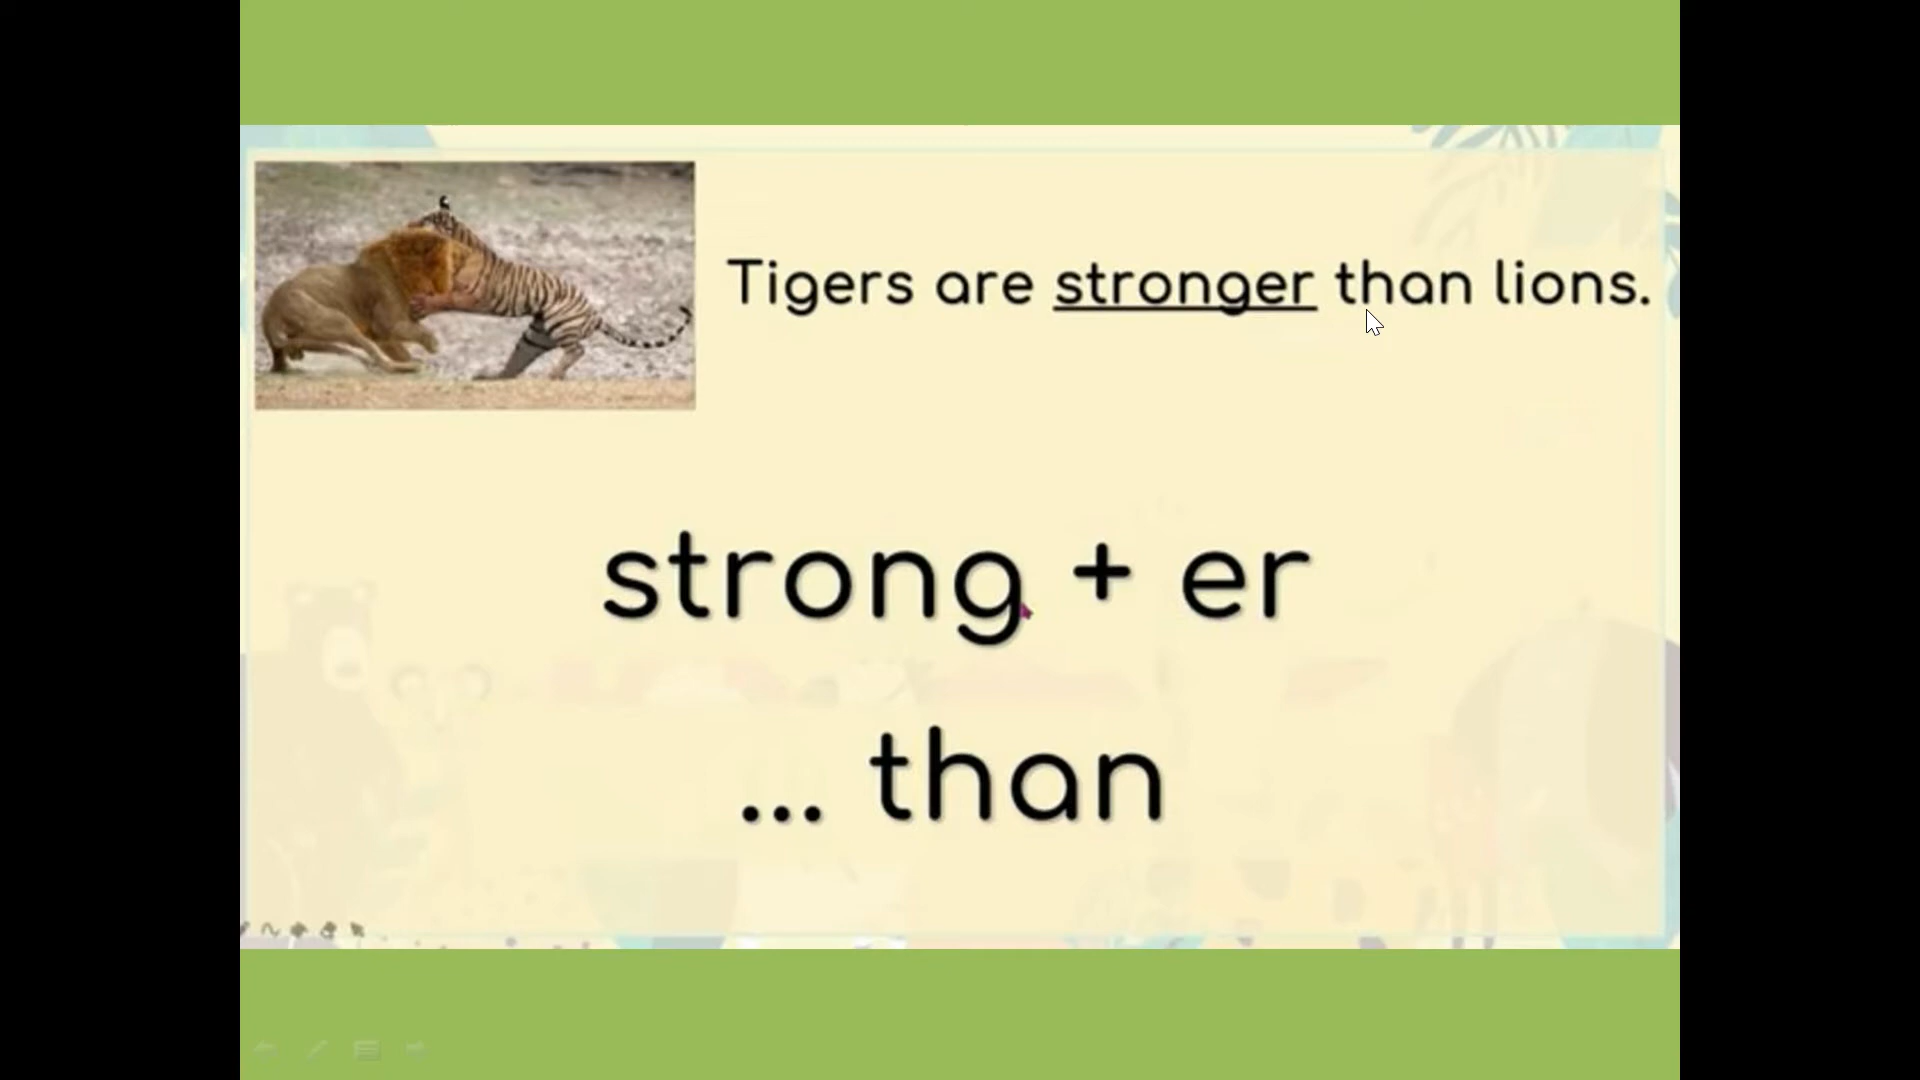 Tigers are stronger than lions.
strong + er
... than